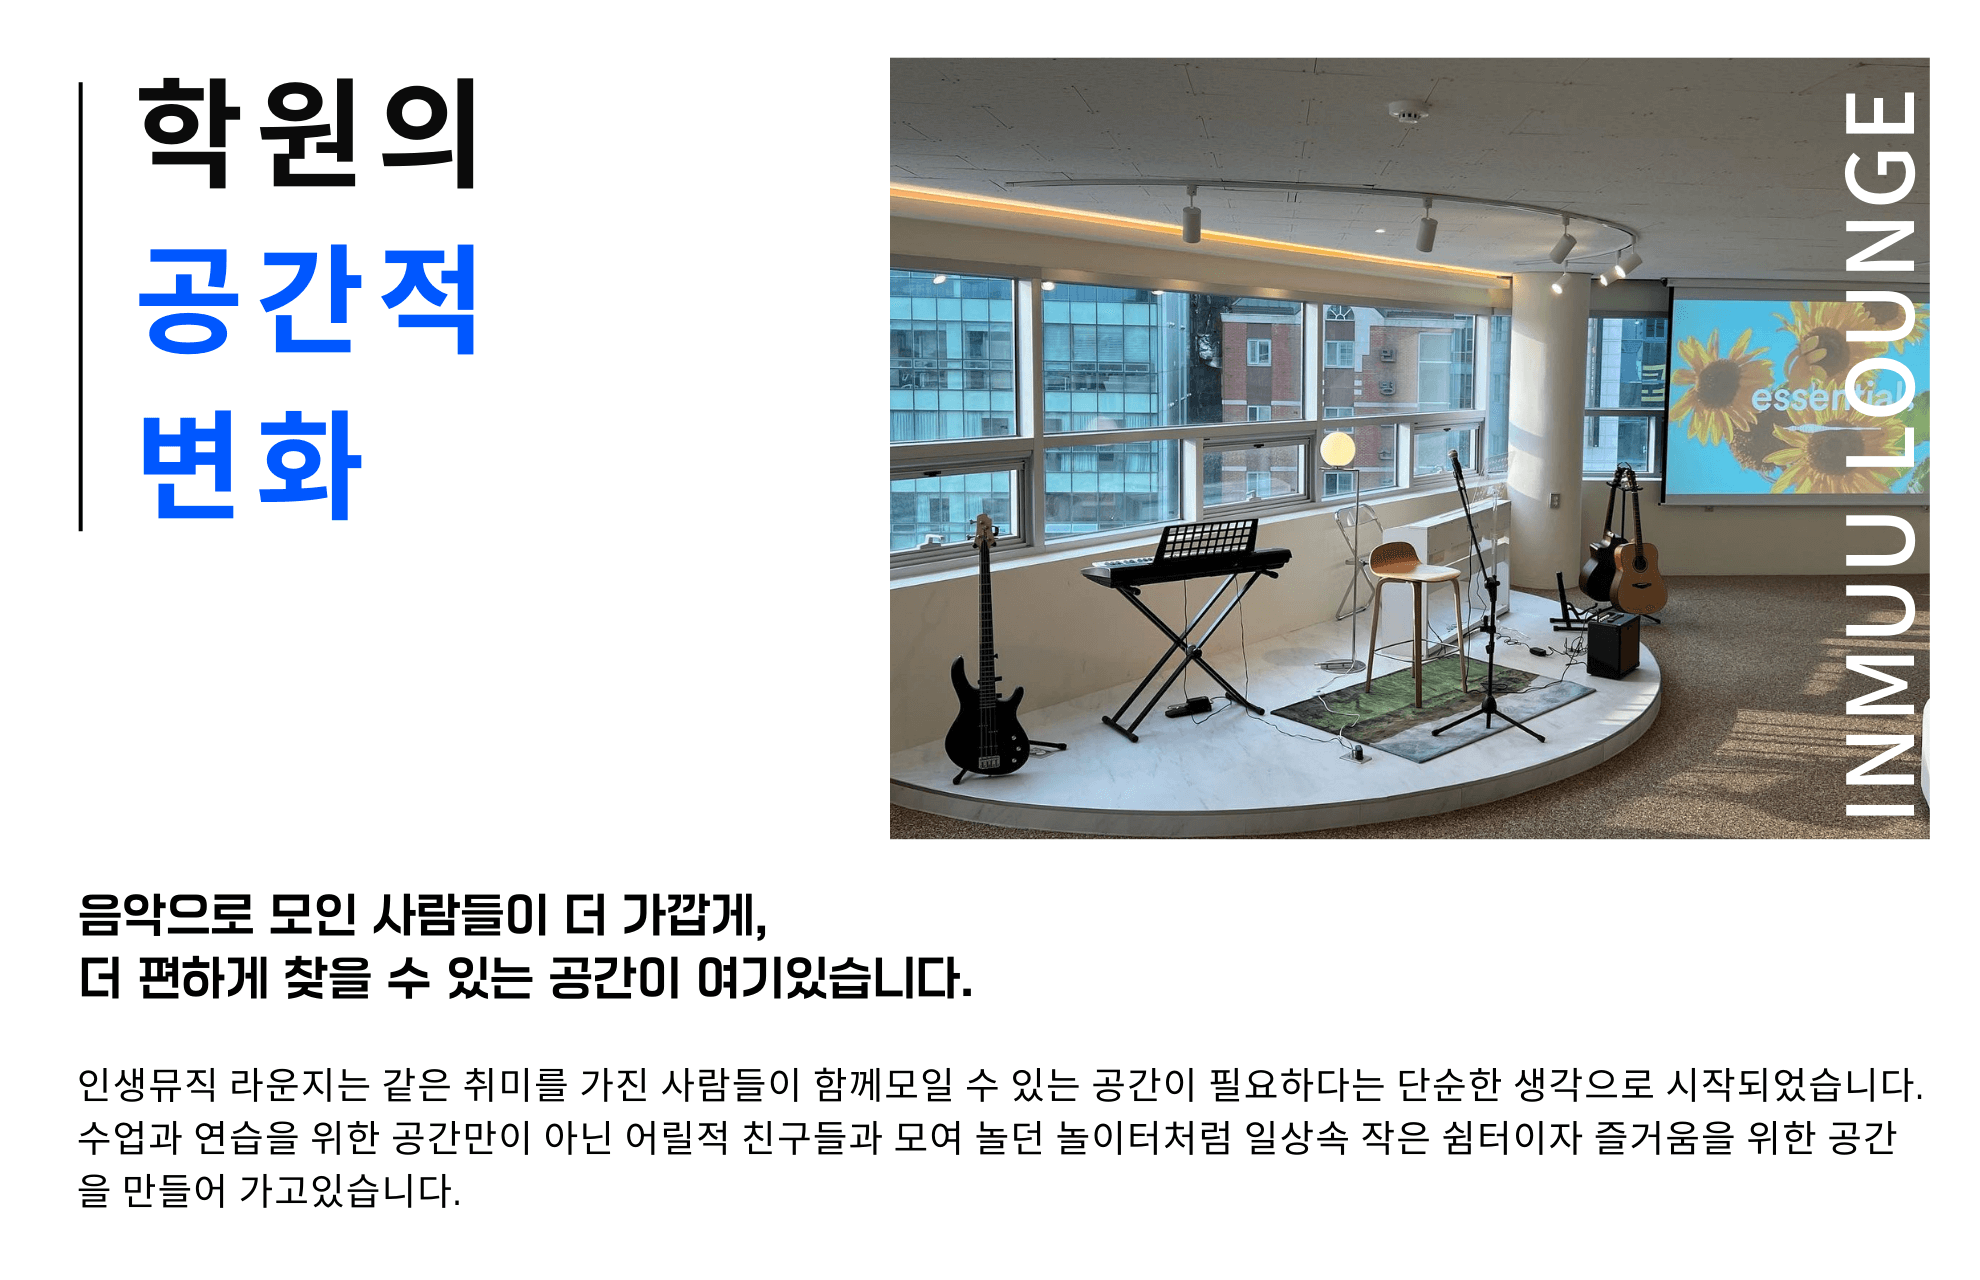 학원의
공간적
변화
INMUU LOUNGE
essential;
음악으로 모인 사람들이 더 가깝게,
더 편하게 찾을 수 있는 공간이 여기있습니다.
인생뮤직 라운지는 같은 취미를 가진 사람들이 함께모일 수 있는 공간이 필요하다는 단순한 생각으로 시작되었습니다.
수업과 연습을 위한 공간만이 아닌 어릴적 친구들과 모여 놀던 놀이터처럼 일상속 작은 쉼터이자 즐거움을 위한 공간
을 만들어 가고있습니다.